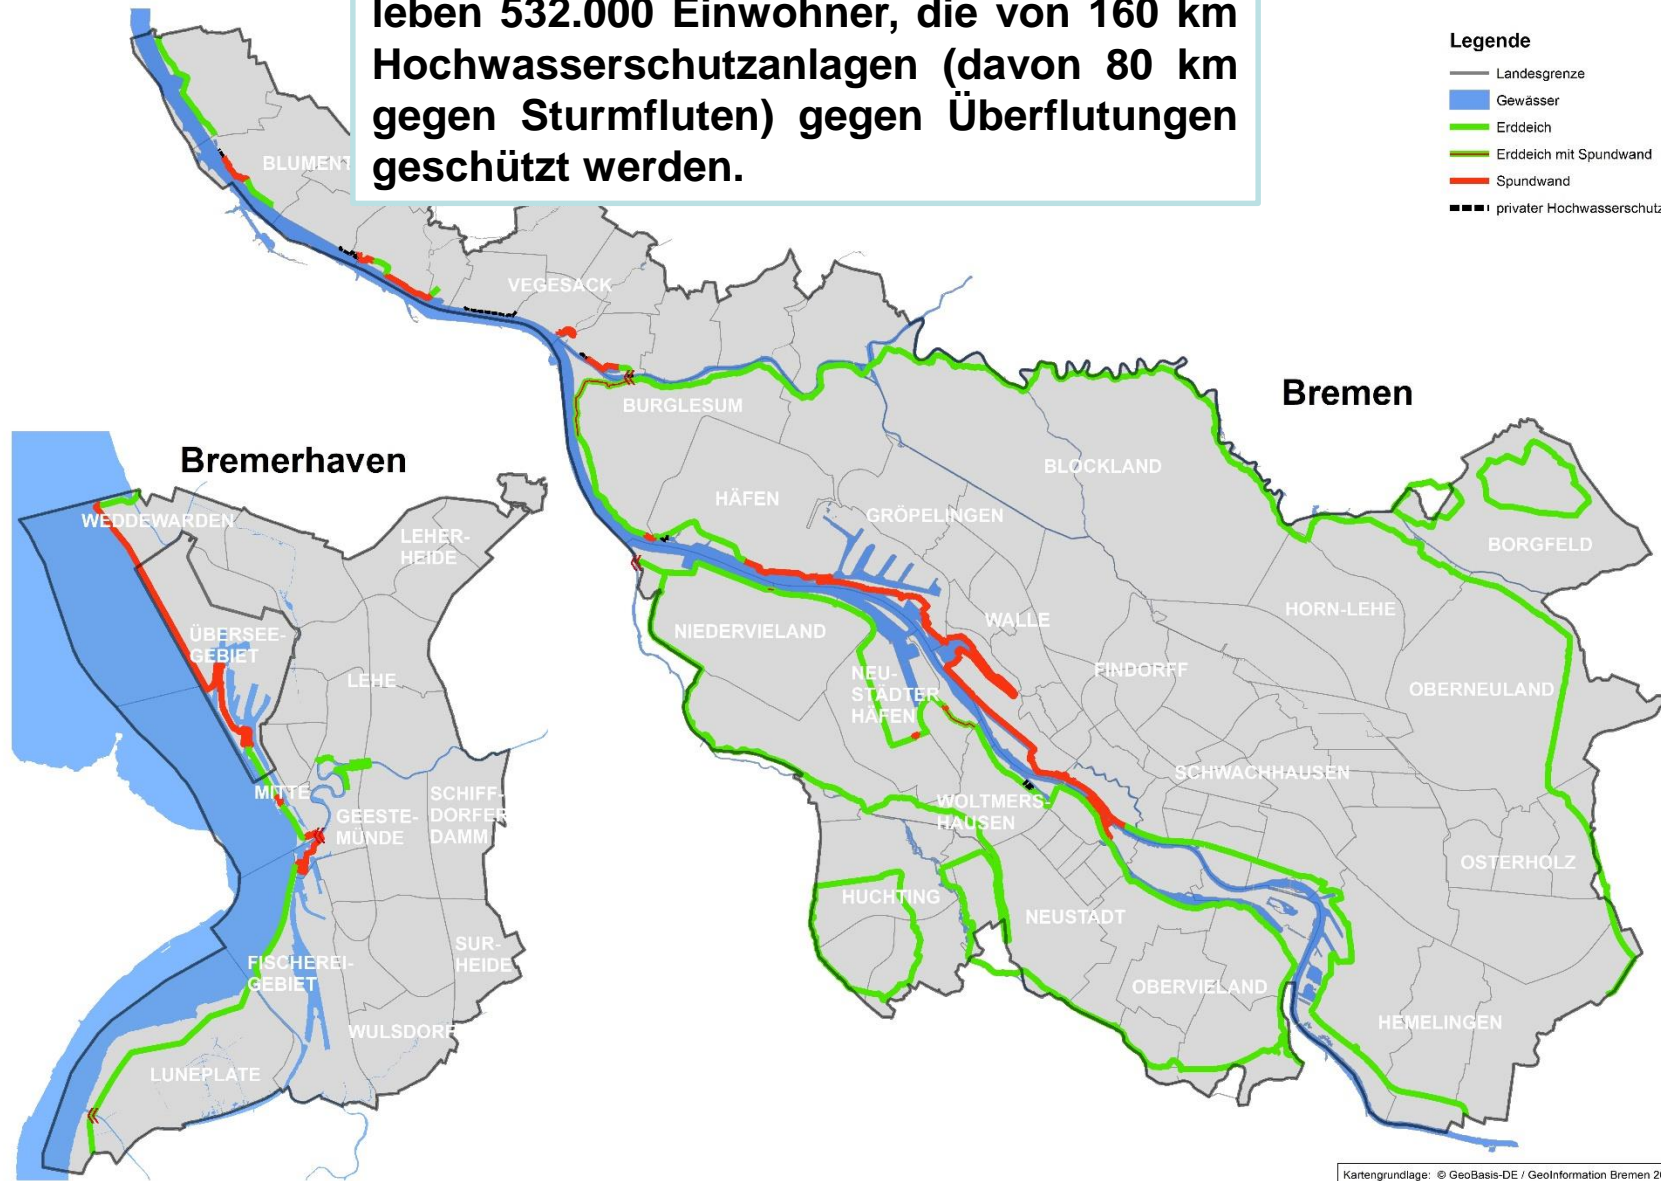 leben 532.000 Einwohner, die von 160 km
Hochwasserschutzanlagen (davon 80 km
gegen Sturmfluten) gegen Überflutungen
geschützt werden.
Legende
Landesgrenze
Gewässer
Erddeich
Erddeich mit Spundwand
Spundwand
privater Hochwasserschutz
BLUMENT
VEGESACK
BURGLESUM
Bremen
BLOCKLAND
HÄFEN
GRÖPELINGEN
BORGFELD
HORN-LEHE
WALLE
NIEDERVIELAND
FINDORFF
OBERNEULAND
NEU-
STÄDTER
HÄFEN
SCHWACHHAUSEN
WOLTMERS-
HAUSEN
OSTERHOLZ
HUCHTING
NEUSTADT
OBERVIELAND
HEMELINGEN
Bremerhaven
WEDDEWARDEN
LEHER-
HEIDE
ÜBERSEE-
GEBIET
LEHE
MITTE
GEESTE-
MÜNDE
SCHIFF-
DORFER
DAMM
SUR-
HEIDE
FISCHEREI-
GEBIET
WULSDORF
LUNEPLATE
Kartengrundlage: © GeoBasis-DE / GeoInformation Bremen